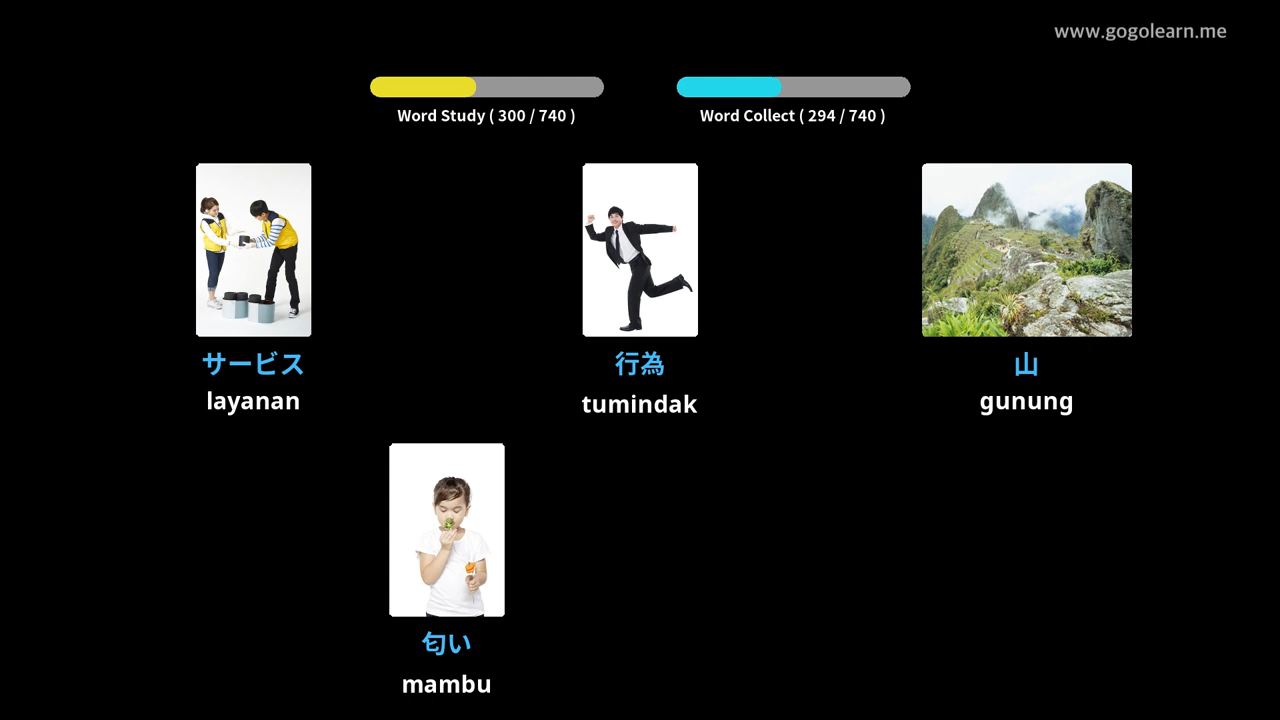 www.gogolearn.me
Word Study ( 300 / 740 )
Word Collect ( 294 / 740 )
サービス
layanan
行為
tumindak
山
gunung
匂い
mambu